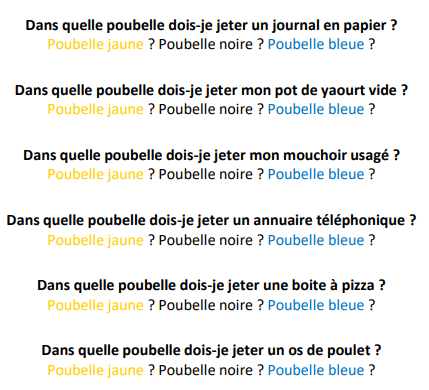 Dans quelle poubelle dois-je jeter un journal en papier ?
Poubelle jaune ? Poubelle noire ? Poubelle bleue ?
Dans quelle poubelle dois-je jeter mon pot de yaourt vide ?
Poubelle jaune ? Poubelle noire ? Poubelle bleue ?
Dans quelle poubelle dois-je jeter mon mouchoir usagé ?
Poubelle jaune ? Poubelle noire ? Poubelle bleue ?
Dans quelle poubelle dois-je jeter un annuaire téléphonique ?
Poubelle jaune ? Poubelle noire ? Poubelle bleue ?
Dans quelle poubelle dois-je jeter une boite à pizza ?
Poubelle jaune ? Poubelle noire ? Poubelle bleue ?
Dans quelle poubelle dois-je jeter un os de poulet ?
Poubelle jaune ? Poubelle noire ? Poubelle bleue ?